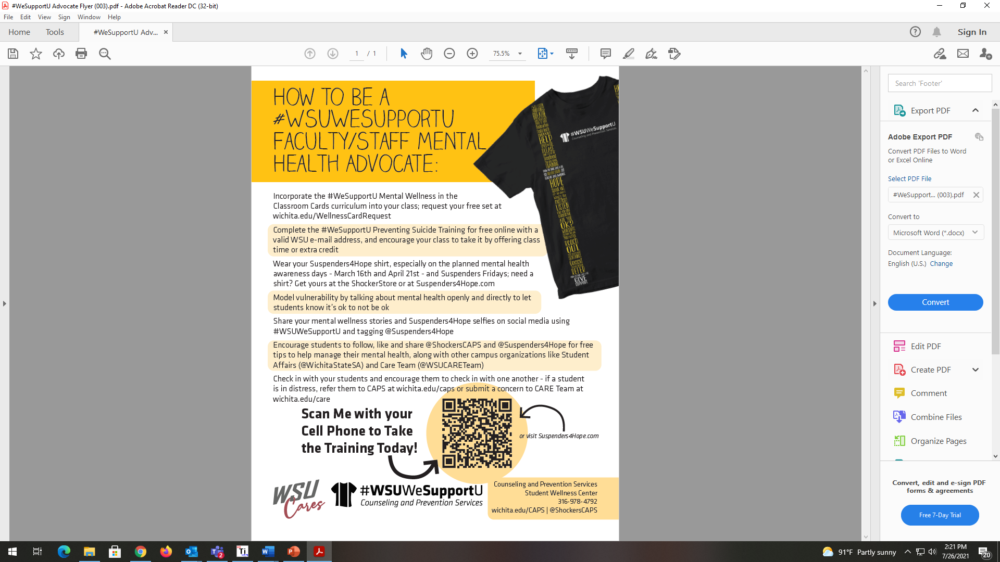 #WeSupportU Advocate Flyer (003).pdf - Adobe Acrobat Reader DC (32-bit)
File Edit View Sign Window Help
Home Tools #WeSupportU Adv... Sign In
1 / 1 75.5%
HOW TO BE A
#WSUWESUPPORTU
FACULTY/STAFF MENTAL
HEALTH ADVOCATE:
#WSUWeSupportU
Counseling and Prevention Services
HELP
PLEASE
TRAINING
HOPE
LISTEN
OK?
REACH
OUT
REFER
GIVE
SUPPORT
Incorporate the #WeSupportU Mental Wellness in the
Classroom Cards curriculum into your class; request your free set at
wichita.edu/WellnessCardRequest
Complete the #WeSupportU Preventing Suicide Training for free online with a
valid WSU e-mail address, and encourage your class to take it by offering class
time or extra credit
Wear your Suspenders4Hope shirt, especially on the planned mental health
awareness days - March 16th and April 21st - and Suspenders Fridays; need a
shirt? Get yours at the ShockerStore or at Suspenders4Hope.com
Model vulnerability by talking about mental health openly and directly to let
students know it's ok to not be ok
Share your mental wellness stories and Suspenders4Hope selfies on social media using
#WSUWeSupportU and tagging @Suspenders4Hope
Encourage students to follow, like and share @ShockersCAPS and @Suspenders4Hope for free
tips to help manage their mental health, along with other campus organizations like Student
Affairs (@WichitaStateSA) and Care Team (@WSUCARETeam)
Check in with your students and encourage them to check in with one another - if a student
is in distress, refer them to CAPS at wichita.edu/caps or submit a concern to CARE Team at
wichita.edu/care
Scan Me with your
Cell Phone to Take
the Training Today!
or visit Suspenders4Hope.com
WSU
Cares
#WSUWeSupportU
Counseling and Prevention Services
Counseling and Prevention Services
Student Wellness Center
316-978-4792
wichita.edu/CAPS | @ShockersCAPS
Search 'Footer'
Export PDF
Adobe Export PDF
Convert PDF Files to Word
or Excel Online
Select PDF File
#WeSupport... (003).pdf
Convert to
Microsoft Word (*.docx)
Document Language:
English (U.S.) Change
Convert
Edit PDF
Create PDF
Comment
Combine Files
Organize Pages
Convert, edit and e-sign PDF
forms & agreements
Free 7-Day Trial
91°F Partly sunny
2:21 PM
7/26/2021
20